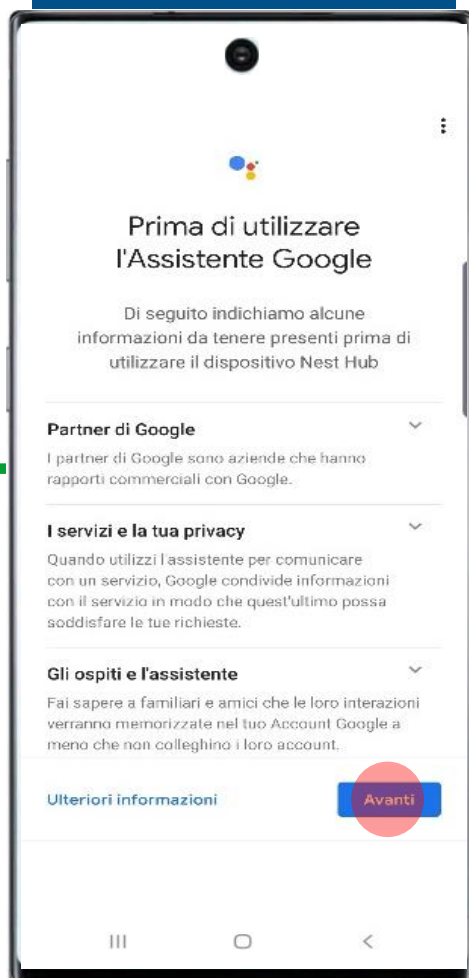 Prima di utilizzare
l'Assistente Google
Di seguito indichiamo alcune
informazioni da tenere presenti prima di
utilizzare il dispositivo Nest Hub
Partner di Google
I partner di Google sono aziende che hanno
rapporti commerciali con Google.
I servizi e la tua privacy
Quando utilizzi l'assistente per comunicare
con un servizio, Google condivide informazioni
con il servizio in modo che quest'ultimo possa
soddisfare le tue richieste.
Gli ospiti e l'assistente
Fai sapere a familiari e amici che le loro interazioni
verranno memorizzate nel tuo Account Google a
meno che non colleghino i loro account.
Ulteriori informazioni
Avanti